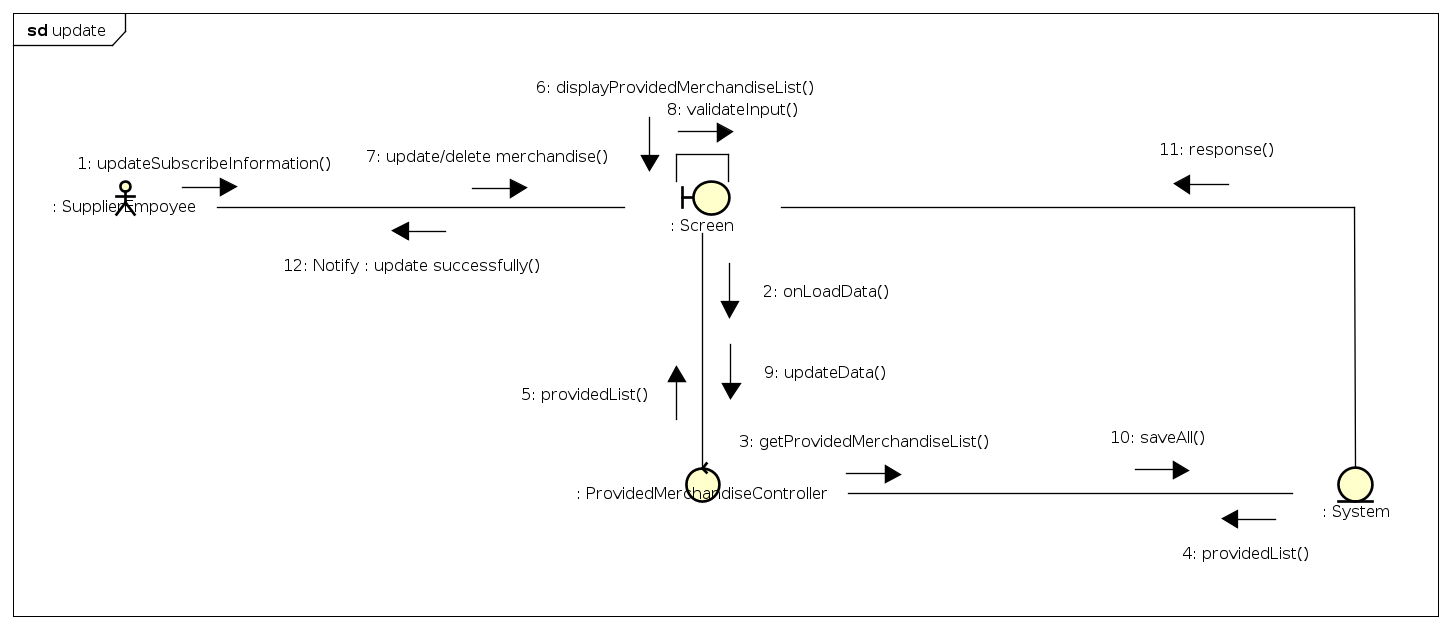 sd update
6: displayProvidedMerchandiseList()
8: validateInput()
11: response()
7: update/delete merchandise()
1: updateSubscribeInformation()
: SupplierEmpoyee
: Screen
12: Notify : update successfully()
2: onLoadData()
9: updateData()
5: providedList()
10: saveAll()
3: getProvidedMerchandiseList()
: ProvidedMerchandiseController
: System
4: providedList()